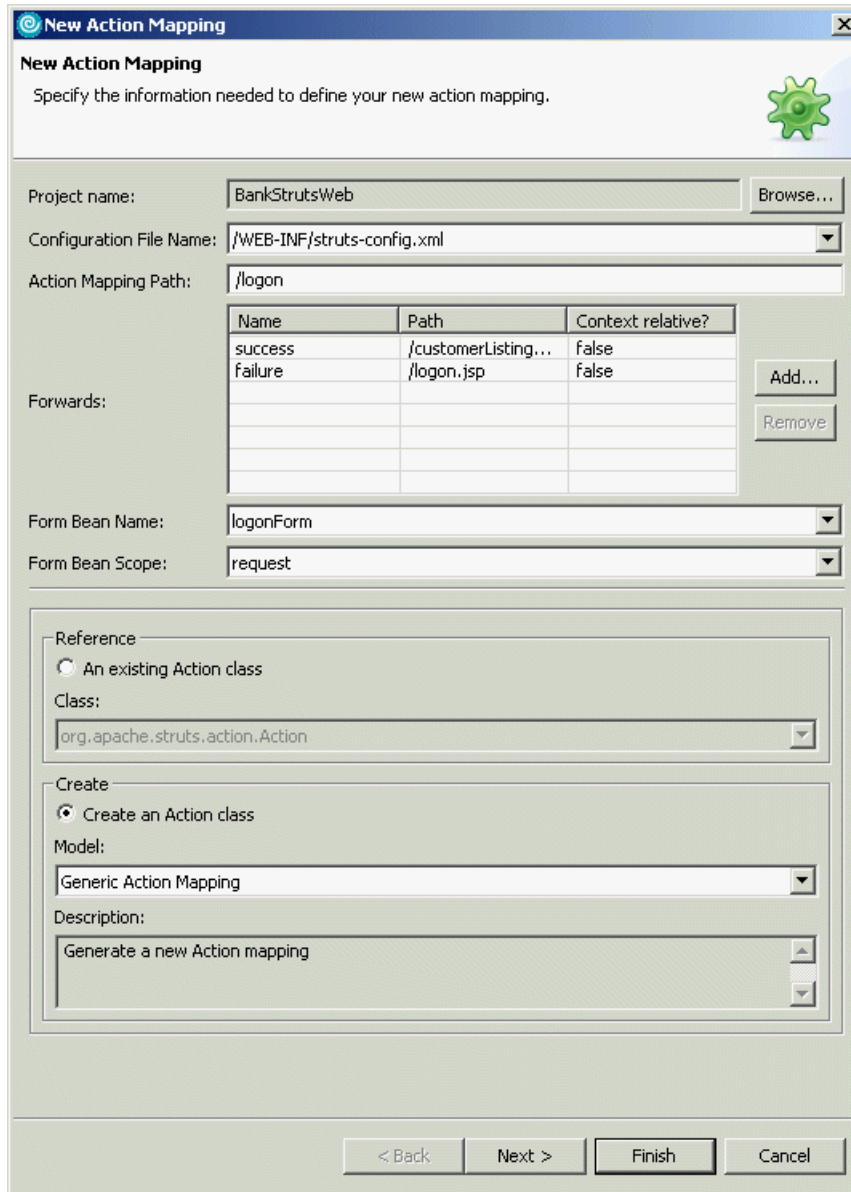 New Action Mapping
New Action Mapping
Specify the information needed to define your new action mapping.
Project name: BankStrutsWeb Browse...
Configuration File Name: /WEB-INF/struts-config.xml
Action Mapping Path: /logon
Name Path Context relative?
success /customerListing... false
failure /logon.jsp false
Forwards:
Add...
Remove
Form Bean Name: logonForm
Form Bean Scope: request
Reference
An existing Action class
Class:
org.apache.struts.action.Action
Create
Create an Action class
Model:
Generic Action Mapping
Description:
Generate a new Action mapping
< Back Next > Finish Cancel